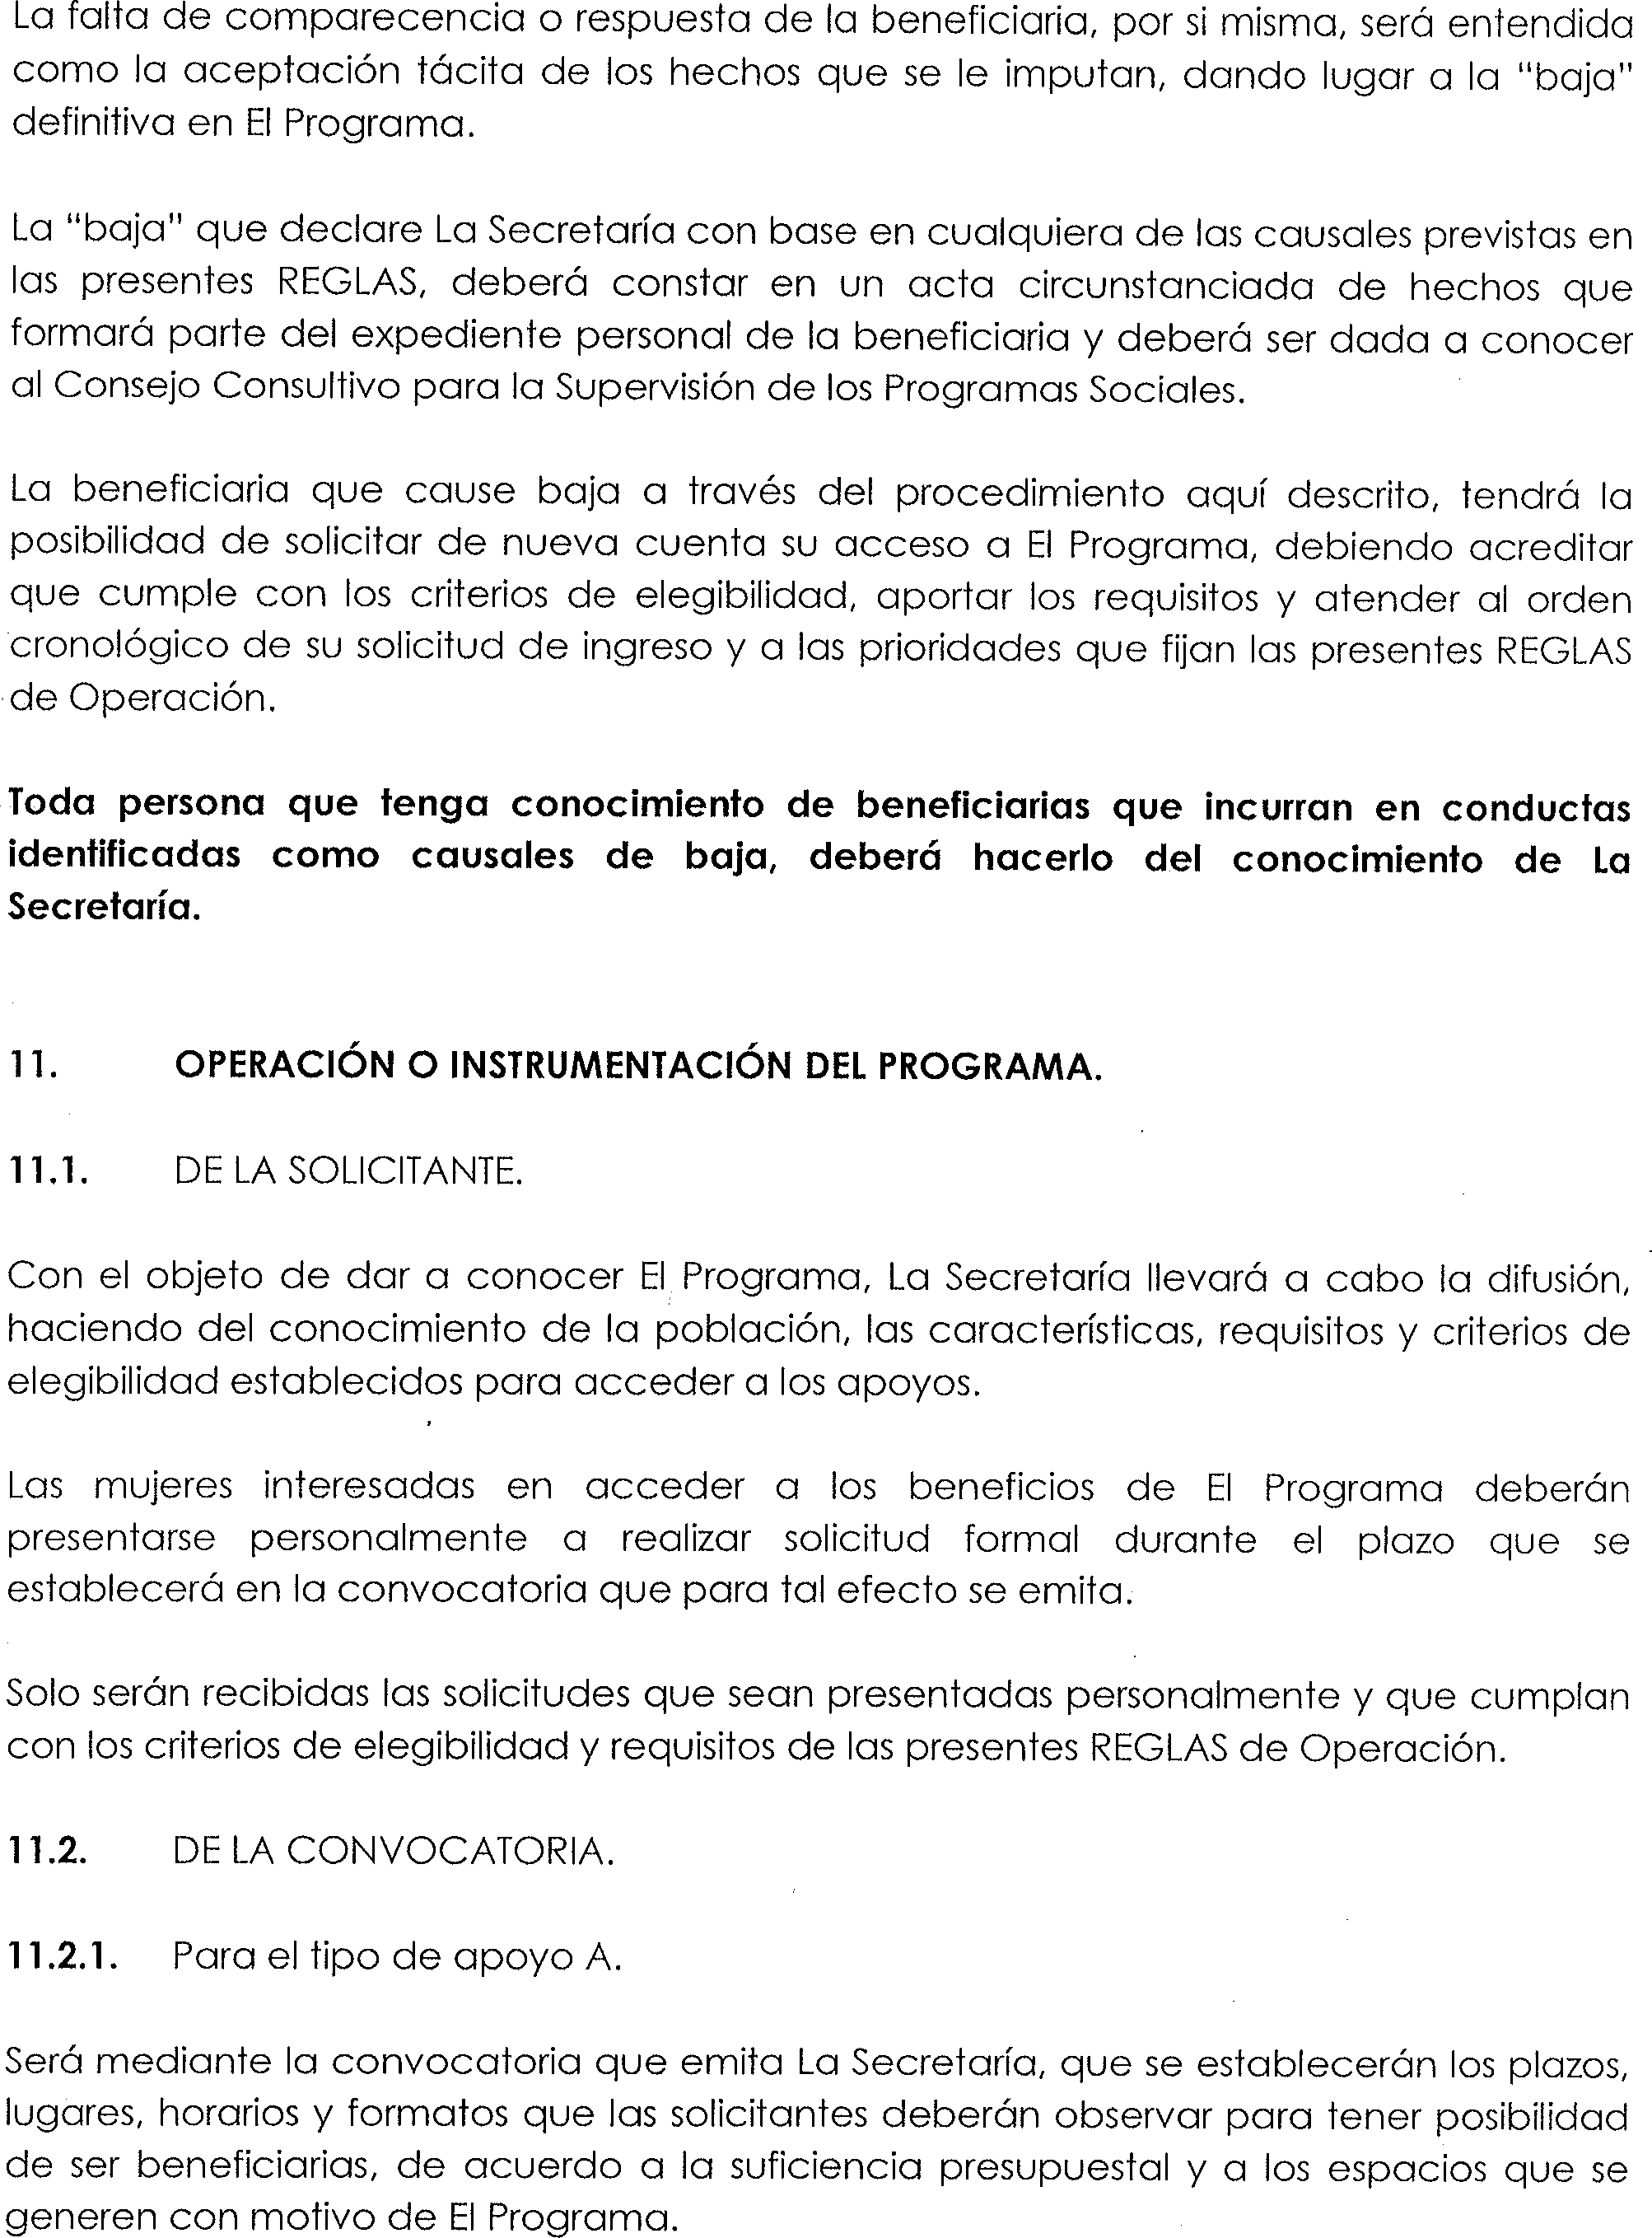 La falta de comparecencia o respuesta de la beneficiaria, por si misma, será entendida
como la aceptación tácita de los hechos que se le imputan, dando lugar a la "baja"
definitiva en El Programa.
La "baja" que declare La Secretaría con base en cualquiera de las causales previstas en
las presentes REGLAS, deberá constar en un acta circunstanciada de hechos que
formará parte del expediente personal de la beneficiaria y deberá ser dada a conocer
al Consejo Consultivo para la Supervisión de los Programas Sociales.
La beneficiaria que cause baja a través del procedimiento aquí descrito, tendrá la
posibilidad de solicitar de nueva cuenta su acceso a El Programa, debiendo acreditar
que cumple con los criterios de elegibilidad, aportar los requisitos y atender al orden
cronológico de su solicitud de ingreso y a las prioridades que fijan las presentes REGLAS
de Operación.
Toda persona que tenga conocimiento de beneficiarias que incurran en conductas
identificadas como causales de baja, deberá hacerlo del conocimiento de La
Secretaría.
11. OPERACIÓN O INSTRUMENTACIÓN DEL PROGRAMA.
11.1. DE LA SOLICITANTE.
Con el objeto de dar a conocer El Programa, La Secretaría llevará a cabo la difusión,
haciendo del conocimiento de la población, las características, requisitos y criterios de
elegibilidad establecidos para acceder a los apoyos.
Las mujeres interesadas en acceder a los beneficios de El Programa deberán
presentarse personalmente a realizar solicitud formal durante el plazo que se
establecerá en la convocatoria que para tal efecto se emita.
Solo serán recibidas las solicitudes que sean presentadas personalmente y que cumplan
con los criterios de elegibilidad y requisitos de las presentes REGLAS de Operación.
11.2. DE LA CONVOCATORIA.
11.2.1. Para el tipo de apoyo A.
Será mediante la convocatoria que emita La Secretaría, que se establecerán los plazos,
lugares, horarios y formatos que las solicitantes deberán observar para tener posibilidad
de ser beneficiarias, de acuerdo a la suficiencia presupuestal y a los espacios que se
generen con motivo de El Programa.